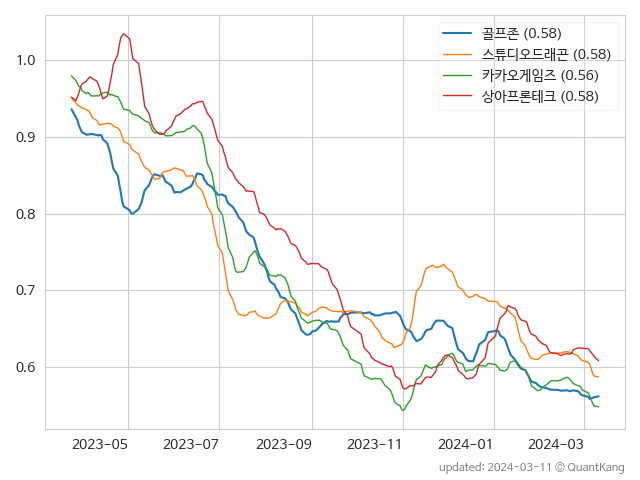 골프존 (0.58)
스튜디오드래곤 (0.58)
카카오게임즈 (0.56)
상아프론테크 (0.58)
1.0
0.9
0.8
0.7
0.6
2023-05 2023-07 2023-09 2023-11 2024-01 2024-03
updated: 2024-03-11 © QuantKang